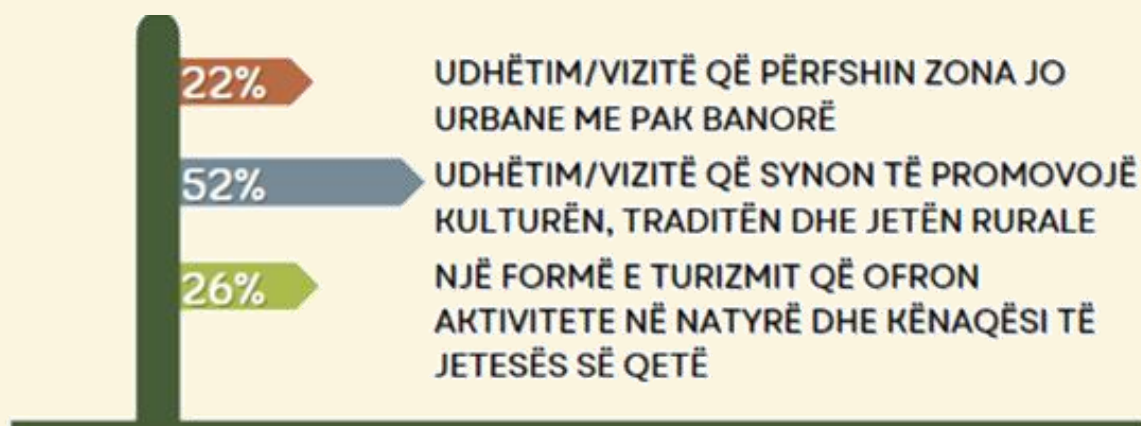 22%
UDHËTIM/VIZITË QË PËRFSHIN ZONA JO
URBANE ME PAK BANORË
52%
UDHËTIM/VIZITË QË SYNON TË PROMOVOJË
KULTURËN, TRADITËN DHE JETËN RURALE
26%
NJË FORMË E TURIZMIT QË OFRON
AKTIVITETE NË NATYRË DHE KËNAQËSI TË
JETESËS SË QETË